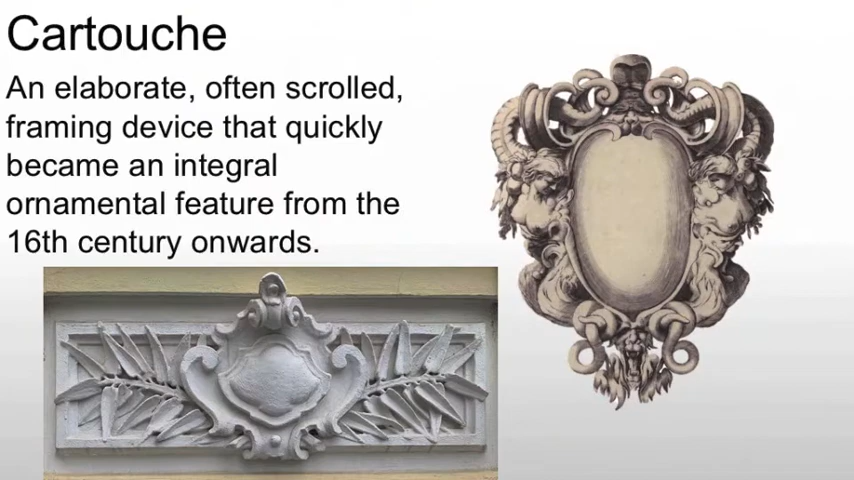 Cartouche
An elaborate, often scrolled,
framing device that quickly
became an integral
ornamental feature from the
16th century onwards.